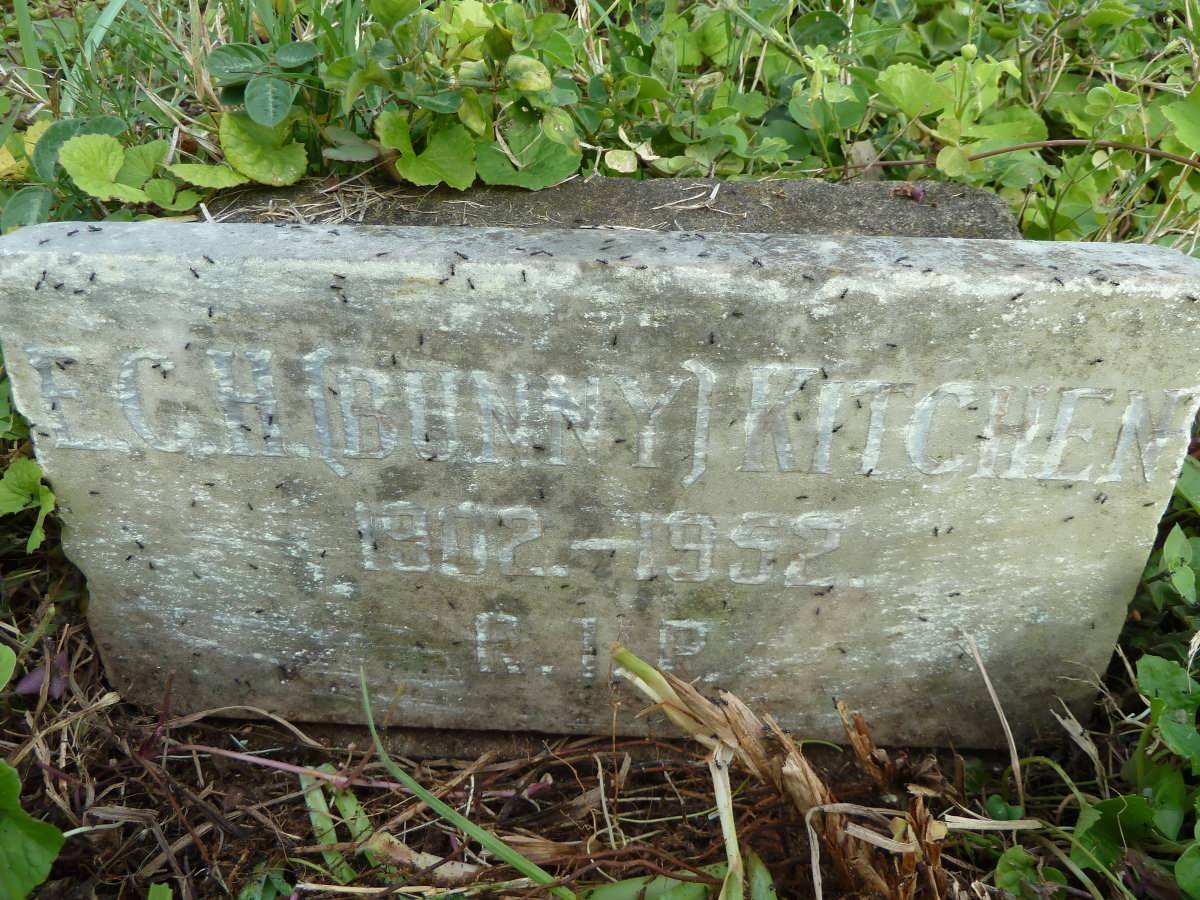 E.G.H. (BUNNY) KITCHEN
1902.–1952.
R.I.P.